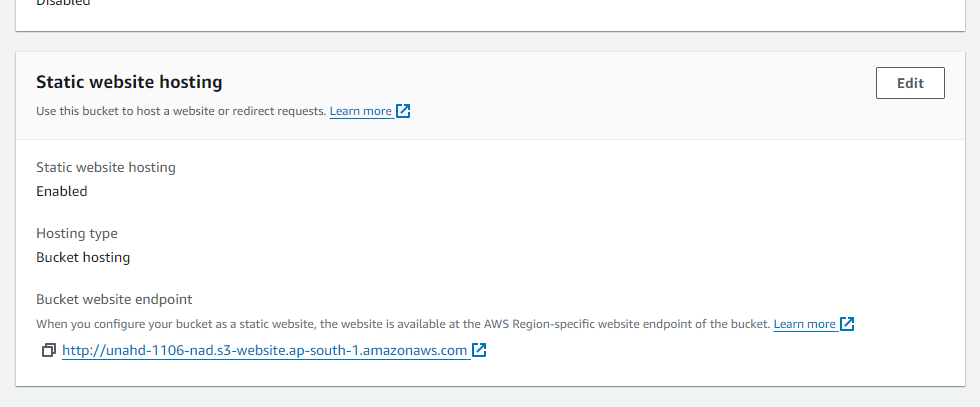 Disabled
Static website hosting
Edit
Use this bucket to host a website or redirect requests. Learn more
Static website hosting
Enabled
Hosting type
Bucket hosting
Bucket website endpoint
When you configure your bucket as a static website, the website is available at the AWS Region-specific website endpoint of the bucket. Learn more
http://unahd-1106-nad.s3-website.ap-south-1.amazonaws.com